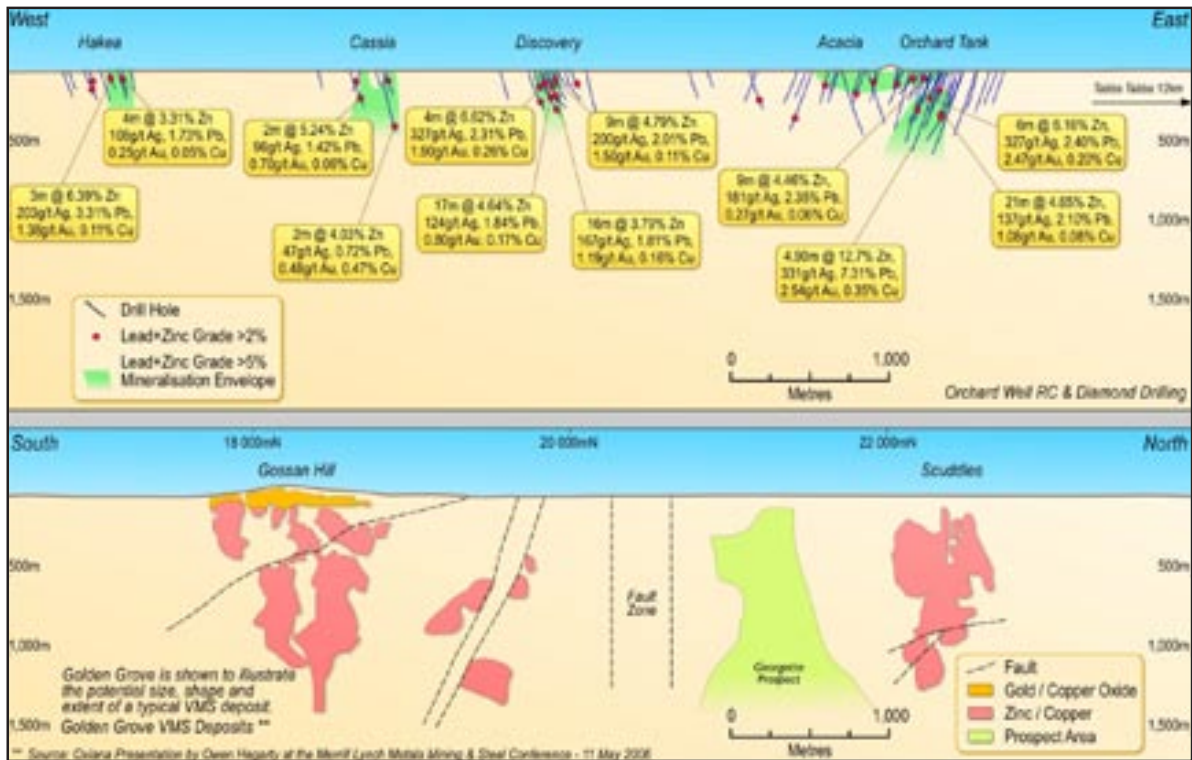 West
East
Hakea
Cassia
Discovery
Acacia
Orchard Tank
12km
500m
500m
1,000m
1,000m
1,500m
1,500m
4m @ 3.31% Zn
108g/t Ag, 1.73% Pb,
0.25g/t Au, 0.05% Cu
3m @ 6.39% Zn
203g/t Ag, 3.31% Pb,
1.38g/t Au, 0.11% Cu
2m @ 5.24% Zn
96g/t Ag, 1.42% Pb,
0.70g/t Au, 0.06% Cu
2m @ 4.03% Zn
47g/t Ag, 0.72% Pb,
0.48g/t Au, 0.47% Cu
4m @ 6.02% Zn
327g/t Ag, 2.31% Pb,
1.90g/t Au, 0.26% Cu
17m @ 4.64% Zn
124g/t Ag, 1.84% Pb,
0.80g/t Au: 0.17% Cu
9m @ 4.79% Zn
200g/t Ag, 2.01% Pb,
1.50g/t Au, 0.11% Cu
16m @ 3.79% Zn
167g/t Ag, 1.81% Pb,
1.19g/t Au, 0.16% Cu
9m @ 4.46% Zn,
181g/t Ag, 2.38% Pb,
0.27g/t Au, 0.06% Cu
4.90m @ 12.7% Zn,
331g/t Ag, 7.31% Pb,
2.54g/t Au, 0.35% Cu
6m @ 6.16% Zn,
327g/t Ag, 2.40% Pb,
2.47g/t Au, 0.20% Cu
21m @ 4.65% Zn
137g/t Ag, 2.10% Pb,
1.06g/t Au, 0.08% Cu
Drill Hole
Lead+Zinc Grade >2%
Lead+Zinc Grade >5%
Mineralisation Envelope
0
1,000
Metres
Orchard Well RC & Diamond Drilling
South
18 000mN
20 000mN
22 000mN
North
Gossan Hill
Scuddles
500m
500m
1,000m
1,000m
1,500m
1,500m
Fault
Zone
Georgette
Prospect
Golden Grove is shown to illustrate
the potential size, shape and
extent of a typical VMS deposit.
Golden Grove VMS Deposits **
0
1,000
Metres
Fault
Gold / Copper Oxide
Zinc / Copper
Prospect Area
** Source: Oxiana Presentation by Owen Hegarty at the Merrill Lynch Metals Mining & Steel Conference - 11 May 2006